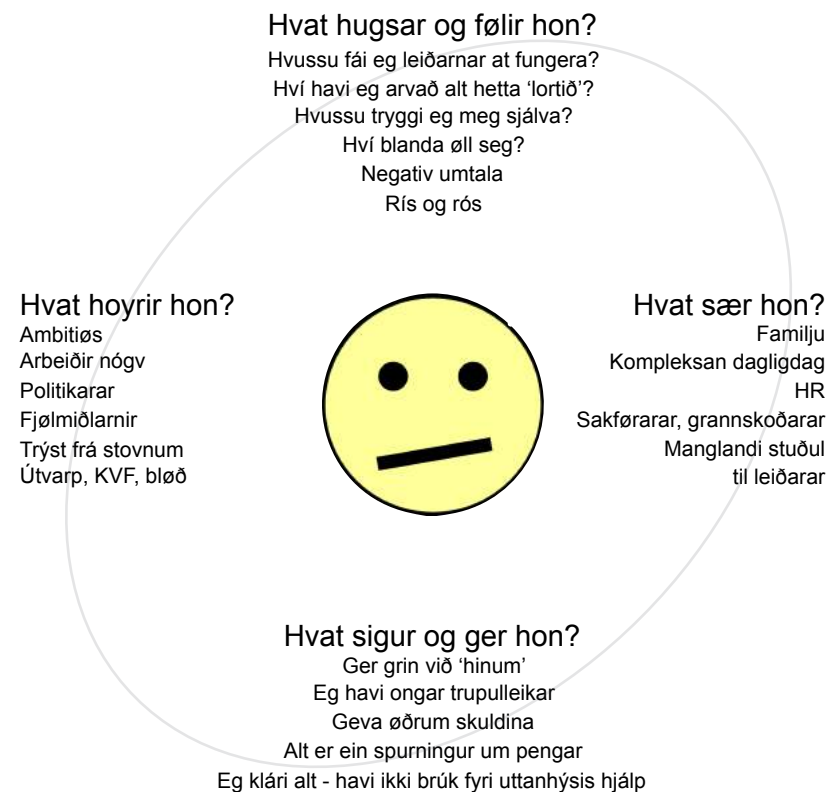 Hvat hugsar og følir hon?
Hvussu fái eg leiðarnar at fungera?
Hví havi eg arvað alt hetta ‘lortið’?
Hvussu tryggi eg meg sjálva?
Hví blanda øll seg?
Negativ umtala
Rís og rós
Hvat hoyrir hon?
Ambitiøs
Arbeiðir nógv
Politikarar
Fjølmiðlarnir
Trýst frá stovnum
Útvarp, KVF, bløð
Hvat sær hon?
Familju
Kompleksan dagligdag
HR
Sakførarar, grannskoðarar
Manglandi stuðul
til leiðarar
Hvat sigur og ger hon?
Ger grin við ‘hinum’
Eg havi ongar trupulleikar
Geva øðrum skuldina
Alt er ein spurningur um pengar
Eg klári alt - havi ikki brúk fyri uttanhýsis hjálp